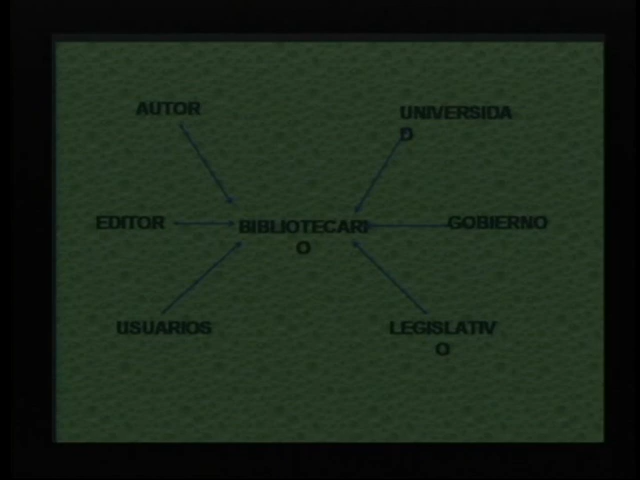 AUTOR
UNIVERSIDA
D
EDITOR
BIBLIOTECARI
O
GOBIERNO
USUARIOS
LEGISLATIV
O